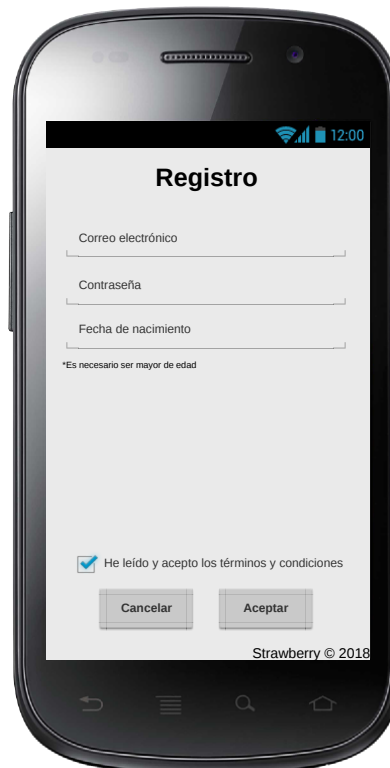 12:00
Registro
Correo electrónico
Contraseña
Fecha de nacimiento
*Es necesario ser mayor de edad
He leído y acepto los términos y condiciones
Cancelar Aceptar
Strawberry © 2018